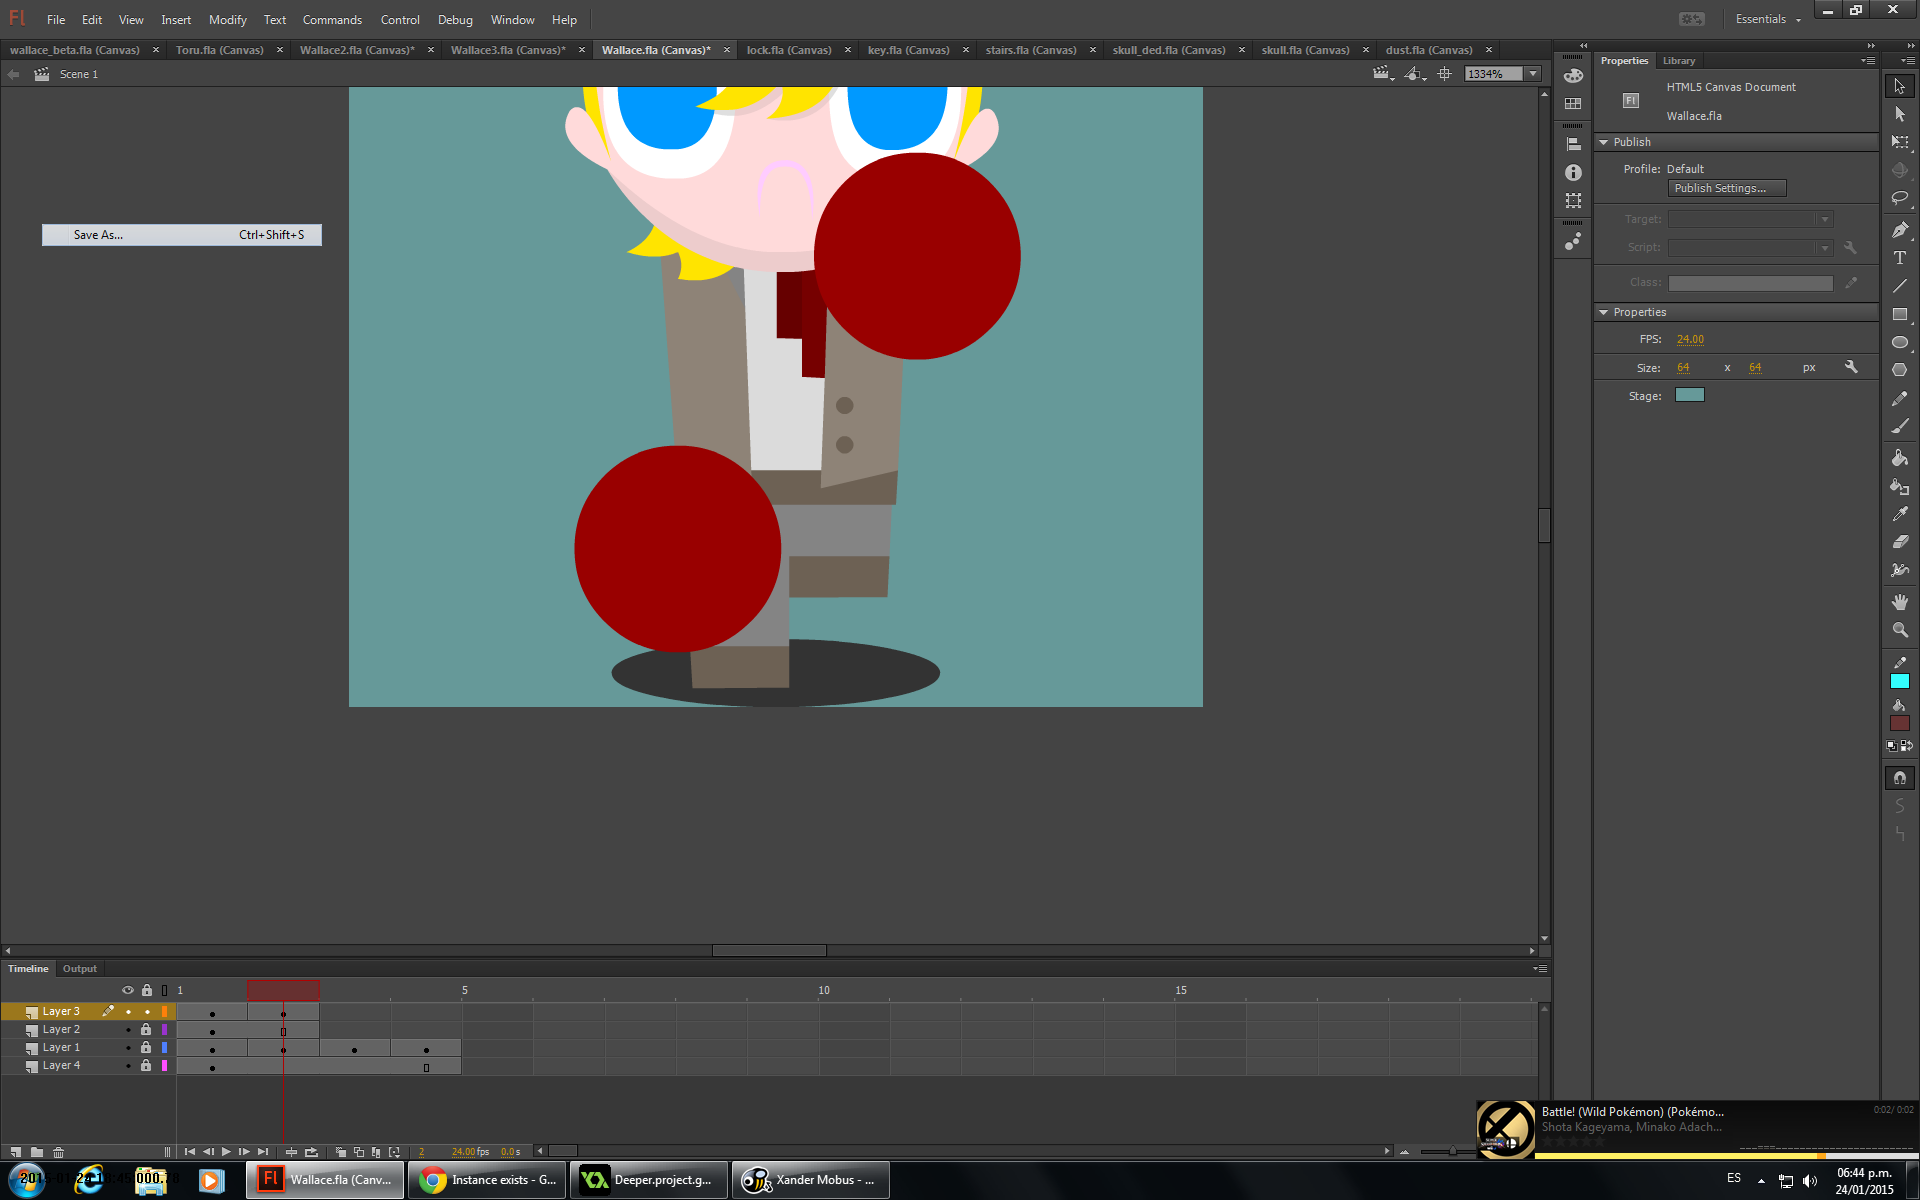 Fl File Edit View Insert Modify Text Commands Control Debug Window Help Essentials
wallace_beta.fla (Canvas) Toru.fla (Canvas) Wallace2.fla (Canvas)* Wallace3.fla (Canvas)* Wallace.fla (Canvas)* lock.fla (Canvas) key.fla (Canvas) stairs.fla (Canvas) skull_ded.fla (Canvas) skull.fla (Canvas) dust.fla (Canvas)
Scene 1 1334%
Properties Library
HTML5 Canvas Document
Fl
Wallace.fla
Publish
Profile: Default
Publish Settings...
Target:
Script:
Class:
Properties
FPS: 24.00
Size: 64 x 64 px
Stage:
Save As... Ctrl+Shift+S
Timeline Output
1 5 10 15
Layer 3
Layer 2
Layer 1
Layer 4
2 24.00 fps 0.0 s
Battle! (Wild Pokémon) (Pokémo... 0:02/ 0:02
Shota Kageyama, Minako Adach...
Fl Wallace.fla (Canv... Instance exists - G... Deeper.project.g... Xander Mobus - ...
ES 06:44 p.m.
24/01/2015